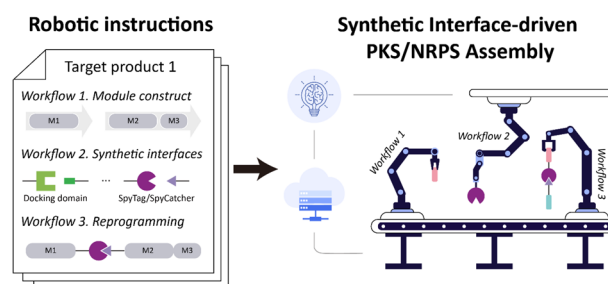 Robotic instructions
Target product 1
Workflow 1. Module construct
M1 M2 M3
Workflow 2. Synthetic interfaces
...
Docking domain SpyTag/SpyCatcher
Workflow 3. Reprogramming
M1 M2 M3
Synthetic Interface-driven
PKS/NRPS Assembly
Workflow 1
Workflow 2
Workflow 3